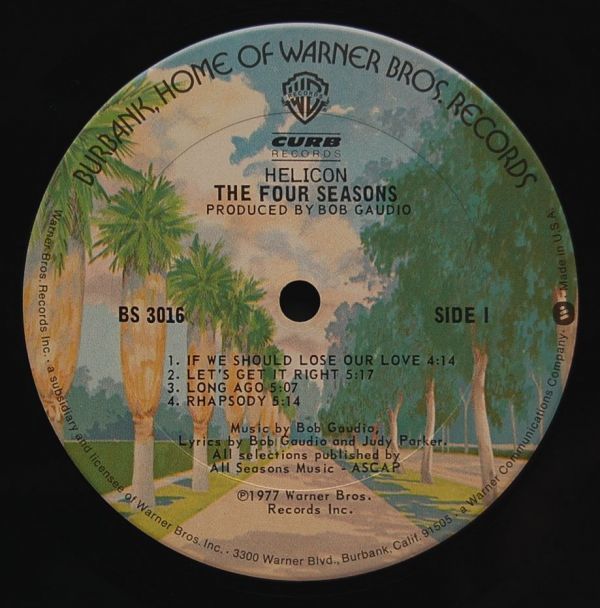 BURBANK, HOME OF WARNER BROS. RECORDS
RECORDS
CURB
RECORDS
HELICON
THE FOUR SEASONS
PRODUCED BY BOB GAUDIO
BS 3016
SIDE 1
1. IF WE SHOULD LOSE OUR LOVE 4:14
2. LET'S GET IT RIGHT 5:17
3. LONG AGO 5:07
4. RHAPSODY 5:14
Music by Bob Gaudio,
Lyrics by Bob Gaudio and Judy Parker.
All selections published by
All Seasons Music - ASCAP
℗1977 Warner Bros.
Records Inc.
Warner Bros. Records Inc. · a subsidiary and licensee of Warner Bros. Inc. · 3300 Warner Blvd., Burbank, Calif. 91505 · a Warner Communications Company · Made in U.S.A.